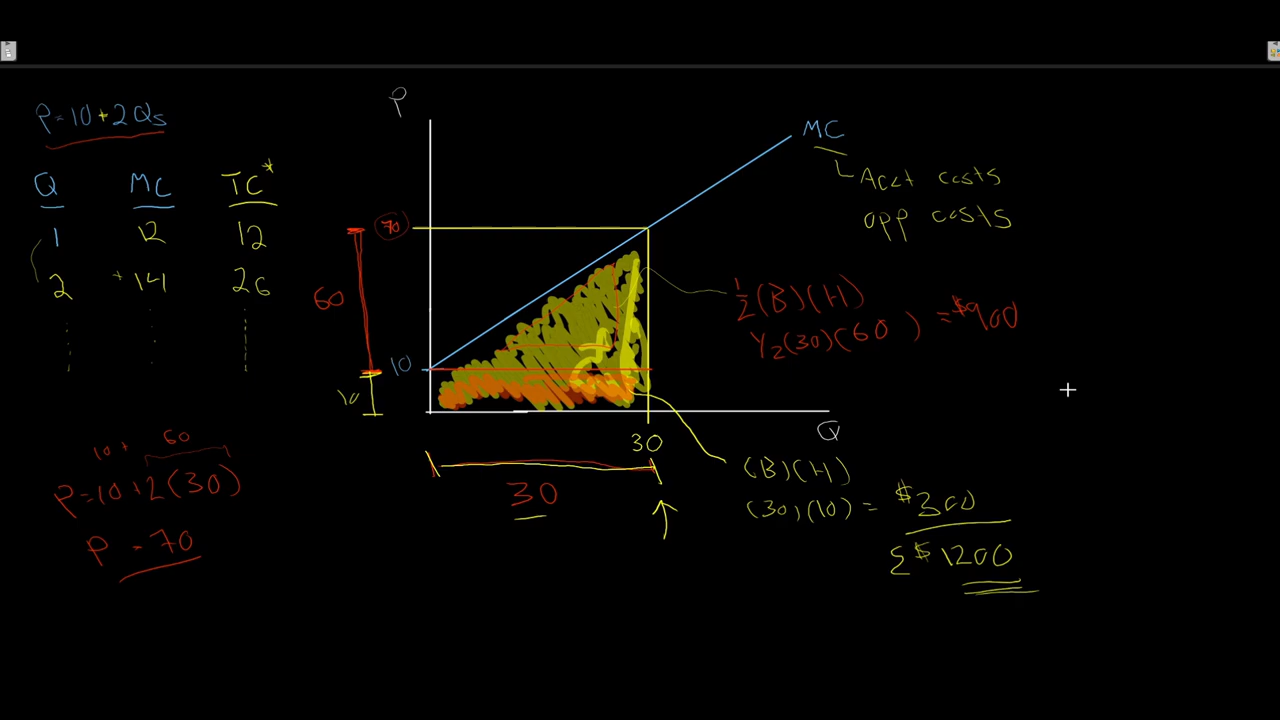 P=10+2Qs
Q MC TC*
1 12 12
2 +14 26
P=10+2(30)
10+ 60
P=70
P
MC
Acct costs
opp costs
70
60
10
10
½(B)(H)
½(30)(60) =$900
30
Q
30
(B)(H)
(30)(10) = $300
Σ$1200